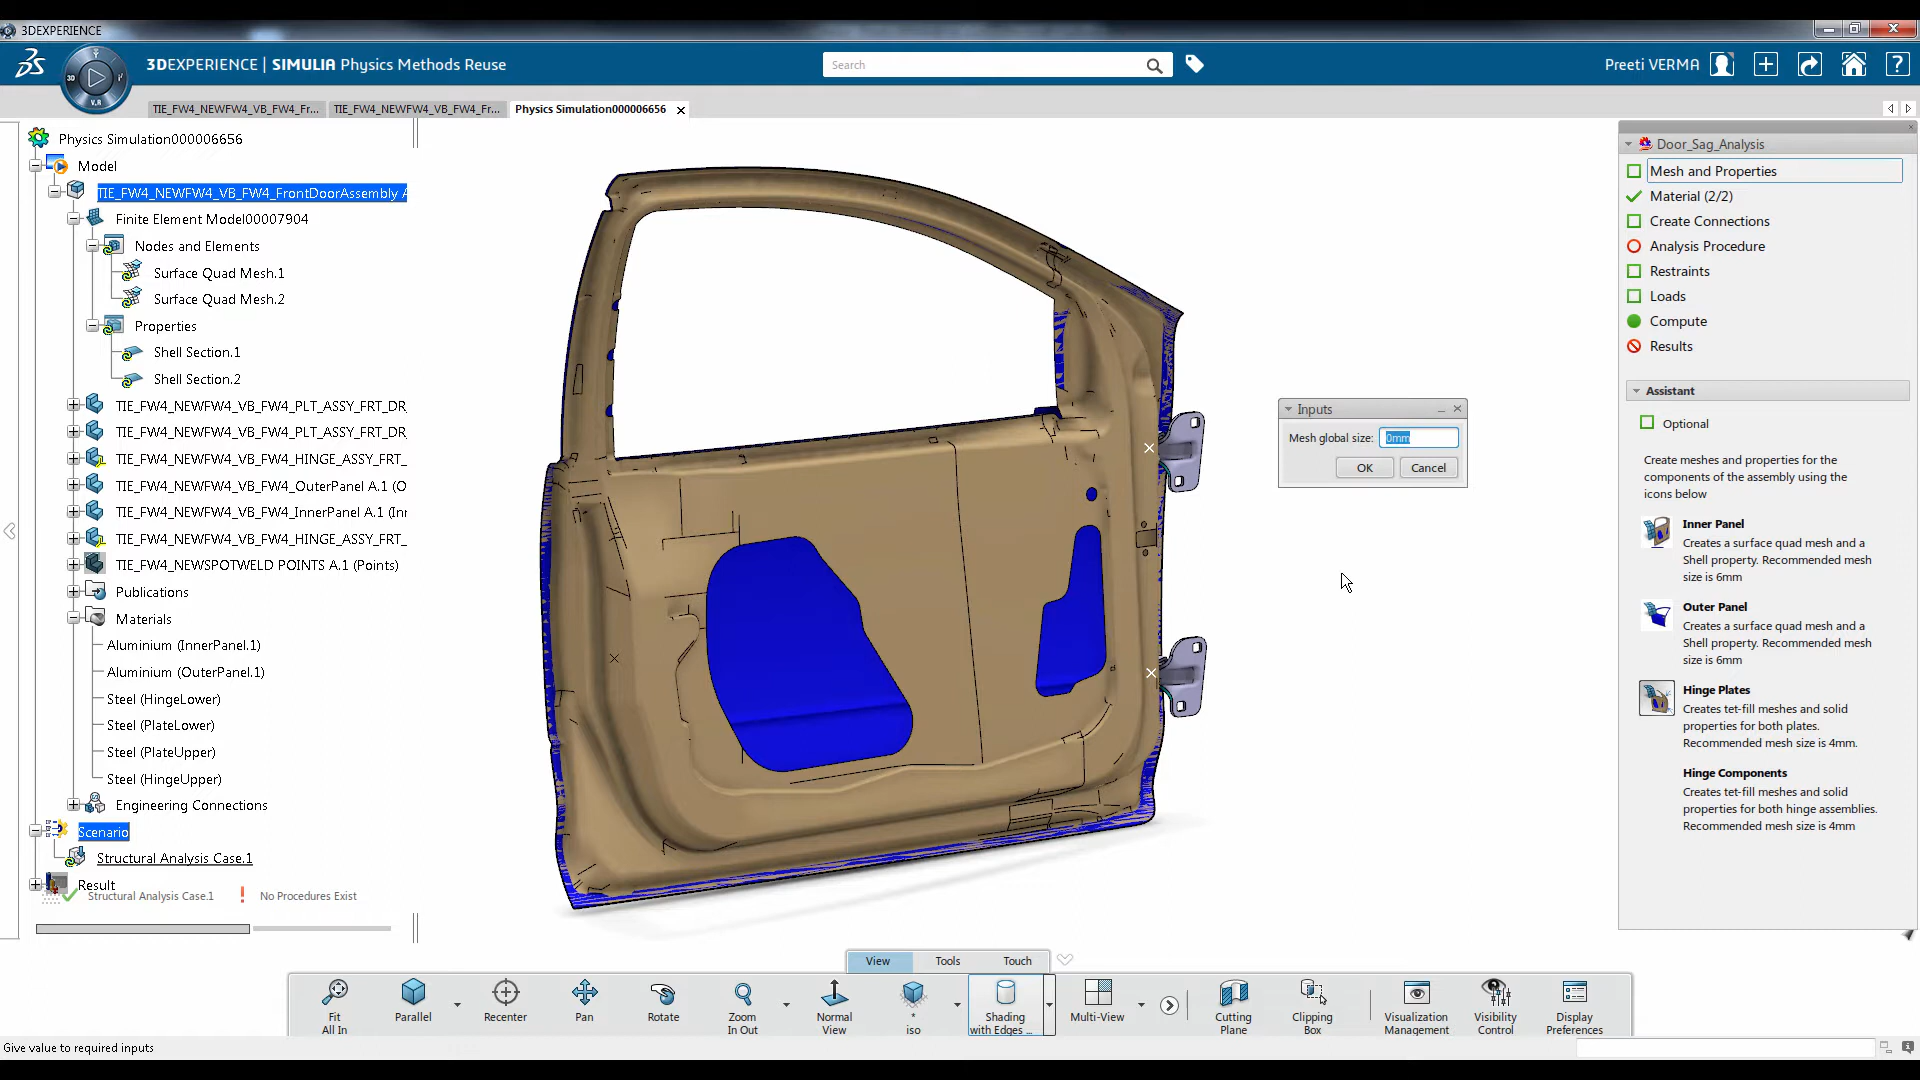 3DEXPERIENCE
3DEXPERIENCE | SIMULIA Physics Methods Reuse
Search
Preeti VERMA
3D
V.R
TIE_FW4_NEWFW4_VB_FW4_Fr...
TIE_FW4_NEWFW4_VB_FW4_Fr...
Physics Simulation000006656
Physics Simulation000006656
Model
TIE_FW4_NEWFW4_VB_FW4_FrontDoorAssembly A
Finite Element Model00007904
Nodes and Elements
Surface Quad Mesh.1
Surface Quad Mesh.2
Properties
Shell Section.1
Shell Section.2
TIE_FW4_NEWFW4_VB_FW4_PLT_ASSY_FRT_DR_
TIE_FW4_NEWFW4_VB_FW4_PLT_ASSY_FRT_DR_
TIE_FW4_NEWFW4_VB_FW4_HINGE_ASSY_FRT_
TIE_FW4_NEWFW4_VB_FW4_OuterPanel A.1 (O
TIE_FW4_NEWFW4_VB_FW4_InnerPanel A.1 (Inr
TIE_FW4_NEWFW4_VB_FW4_HINGE_ASSY_FRT_
TIE_FW4_NEWSPOTWELD POINTS A.1 (Points)
Publications
Materials
Aluminium (InnerPanel.1)
Aluminium (OuterPanel.1)
Steel (HingeLower)
Steel (PlateLower)
Steel (PlateUpper)
Steel (HingeUpper)
Engineering Connections
Scenario
Structural Analysis Case.1
Result
Structural Analysis Case.1
No Procedures Exist
Inputs
Mesh global size: 0mm
OK
Cancel
Door_Sag_Analysis
Mesh and Properties
Material (2/2)
Create Connections
Analysis Procedure
Restraints
Loads
Compute
Results
Assistant
Optional
Create meshes and properties for the
components of the assembly using the
icons below
Inner Panel
Creates a surface quad mesh and a
Shell property. Recommended mesh
size is 6mm
Outer Panel
Creates a surface quad mesh and a
Shell property. Recommended mesh
size is 6mm
Hinge Plates
Creates tet-fill meshes and solid
properties for both plates.
Recommended mesh size is 4mm.
Hinge Components
Creates tet-fill meshes and solid
properties for both hinge assemblies.
Recommended mesh size is 4mm
View
Tools
Touch
Fit
All In
Parallel
Recenter
Pan
Rotate
Zoom
In Out
Normal
View
*
iso
Shading
with Edges ...
Multi-View
Cutting
Plane
Clipping
Box
Visualization
Management
Visibility
Control
Display
Preferences
Give value to required inputs